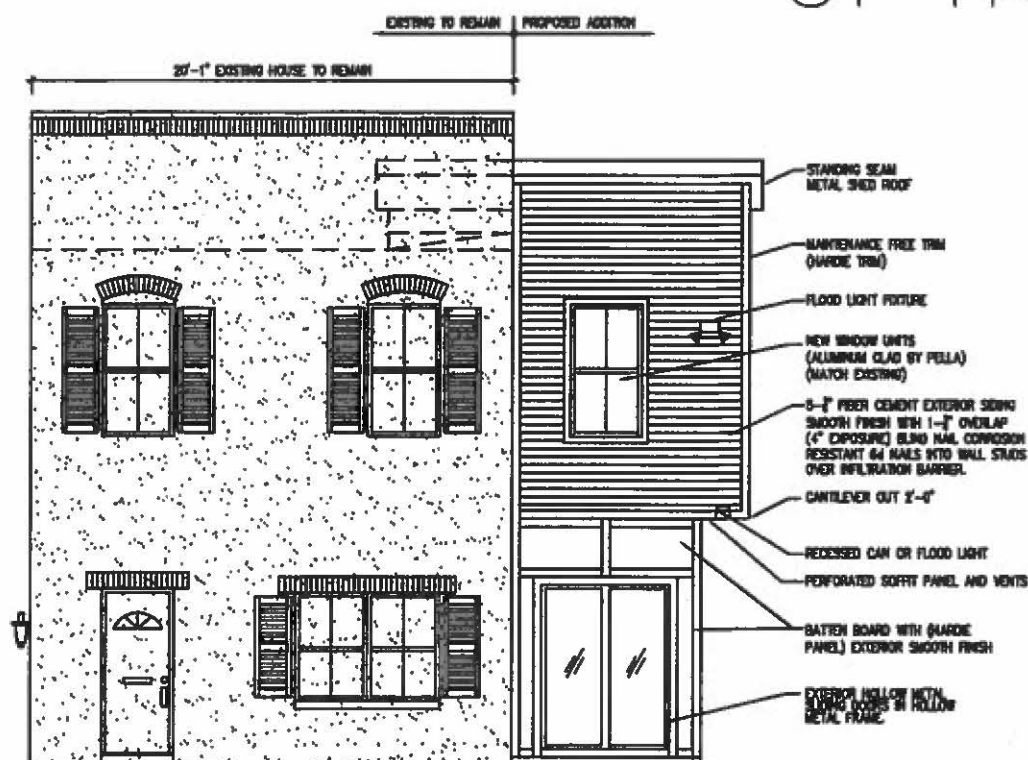 EXISTING TO REMAIN
PROPOSED ADDITION
20'-1" EXISTING HOUSE TO REMAIN
STANDING SEAM
METAL SHED ROOF
MAINTENANCE FREE TRIM
(HARDIE TRIM)
FLOOD LIGHT FIXTURE
NEW WINDOW UNITS
(ALUMINUM CLAD BY PELLA)
(MATCH EXISTING)
FIBER CEMENT EXTERIOR SIDING
SMOOTH FINISH WITH OVERLAP
(4" EXPOSURE) BLIND NAIL CORROSION
RESISTANT 6d NAILS INTO WALL STUDS
OVER INFILTRATION BARRIER.
CANTILEVER OUT 2'-0"
RECESSED CAN OR FLOOD LIGHT
PERFORATED SOFFIT PANEL AND VENTS
BATTEN BOARD WITH (HARDIE
PANEL) EXTERIOR SMOOTH FINISH
EXTERIOR HOLLOW METAL
SLIDING DOORS IN HOLLOW
METAL FRAME.